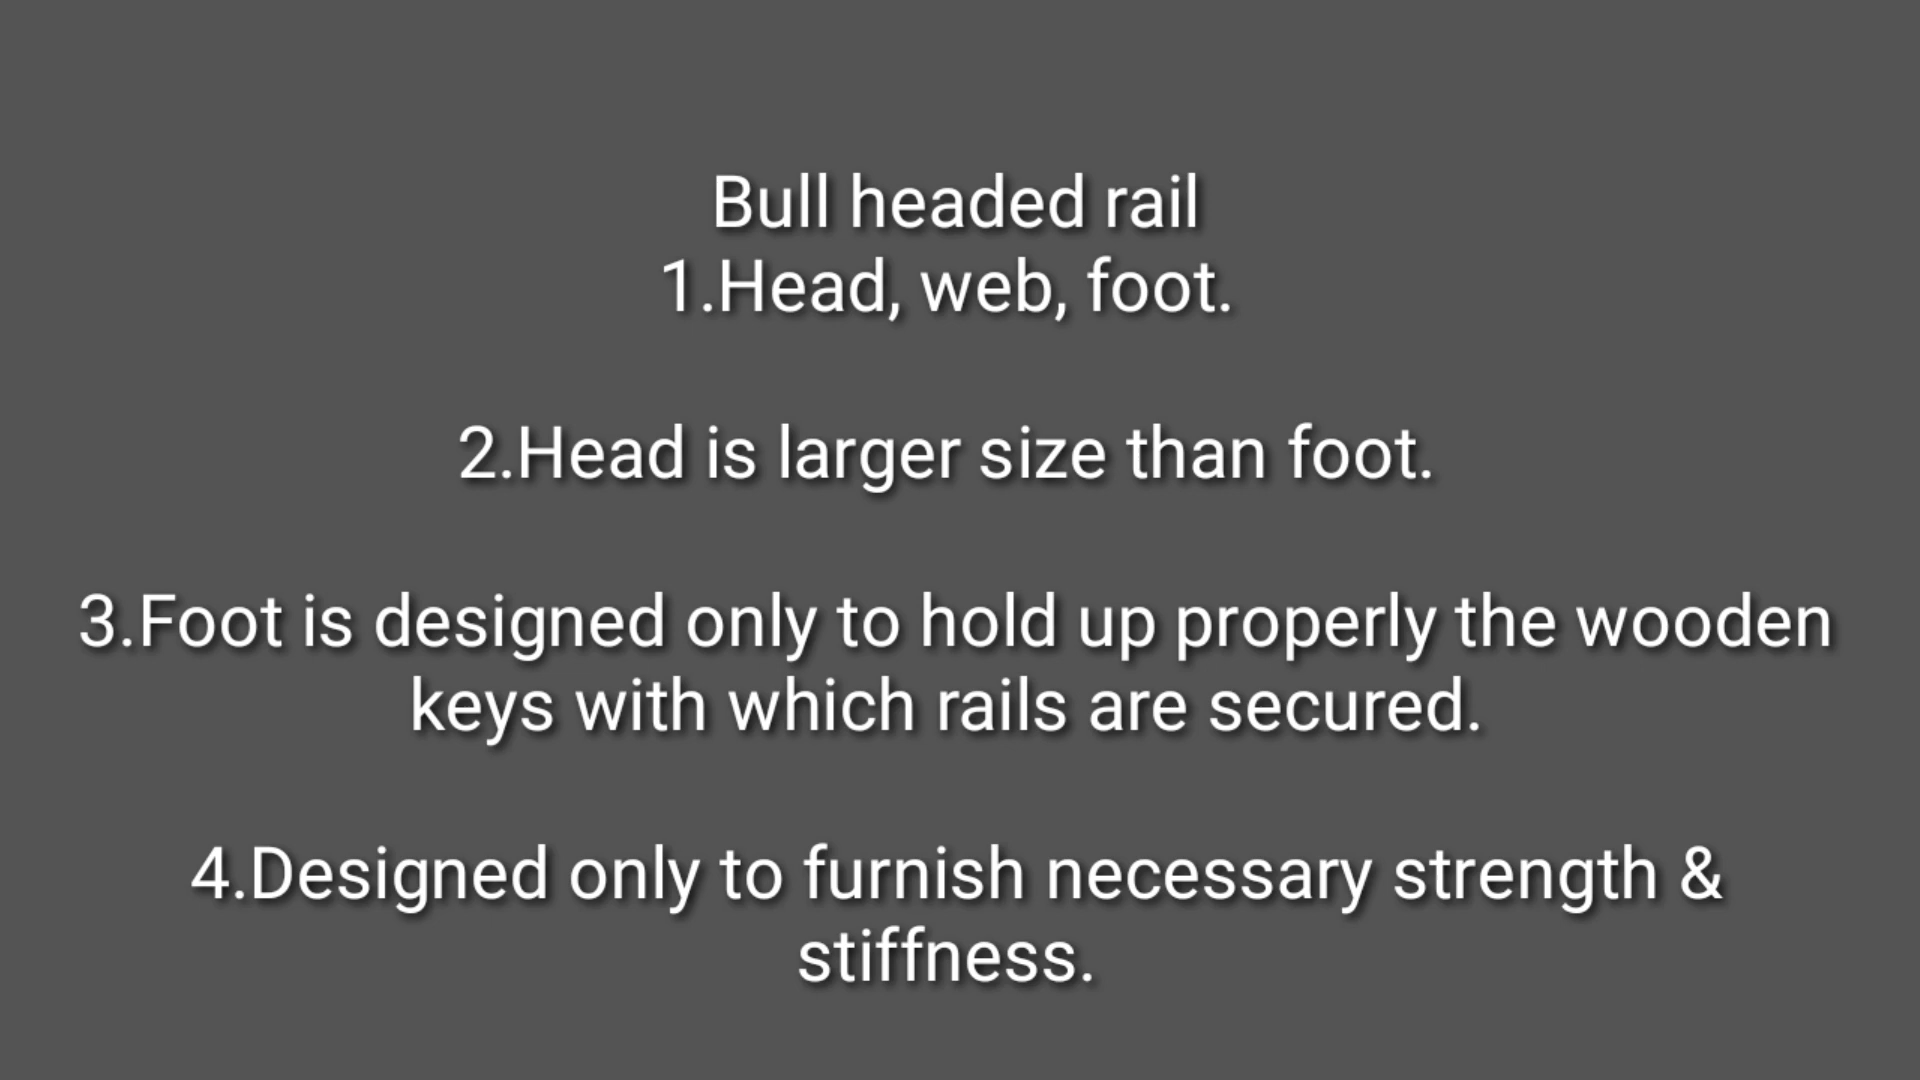 Bull headed rail
1.Head, web, foot.
2.Head is larger size than foot.
3.Foot is designed only to hold up properly the wooden
keys with which rails are secured.
4.Designed only to furnish necessary strength &
stiffness.